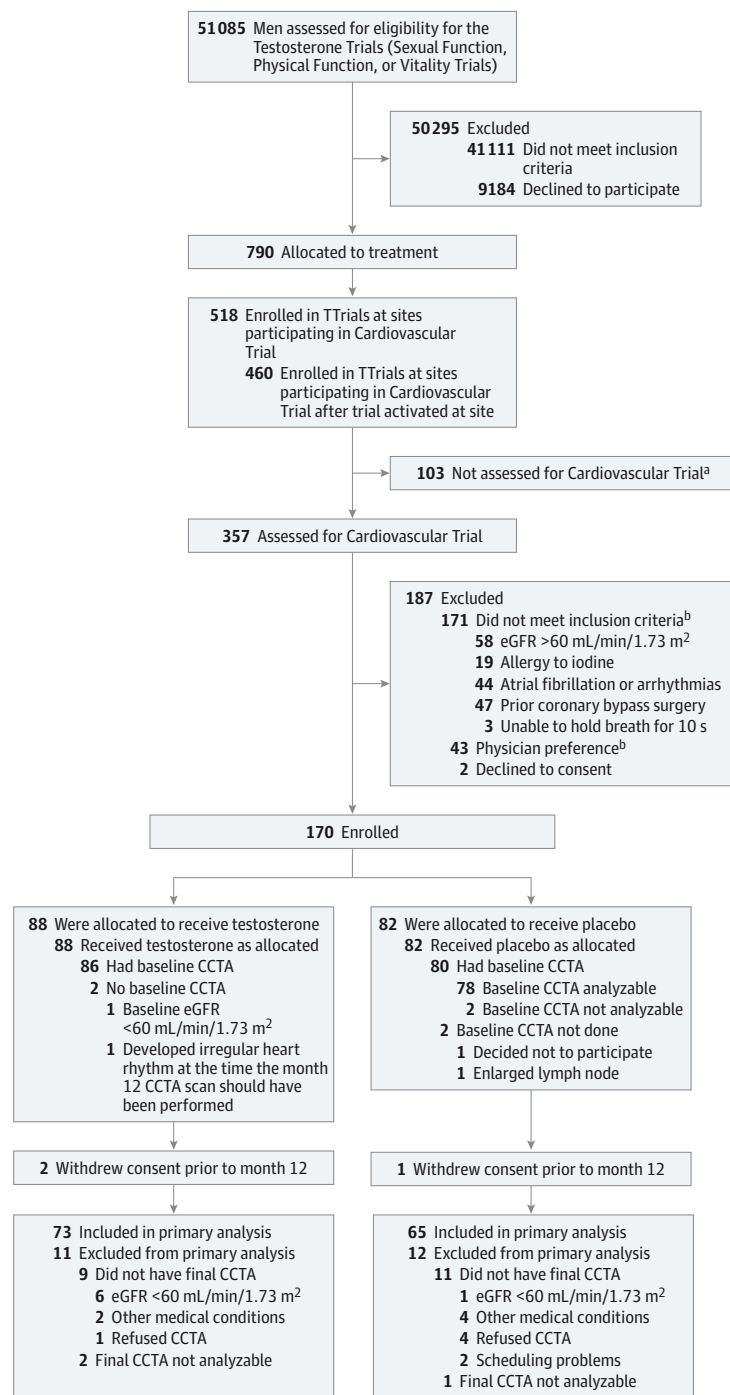 51 085 Men assessed for eligibility for the
Testosterone Trials (Sexual Function,
Physical Function, or Vitality Trials)
50 295 Excluded
41 111 Did not meet inclusion
criteria
9184 Declined to participate
790 Allocated to treatment
518 Enrolled in TTrials at sites
participating in Cardiovascular
Trial
460 Enrolled in TTrials at sites
participating in Cardiovascular
Trial after trial activated at site
103 Not assessed for Cardiovascular Trialᵃ
357 Assessed for Cardiovascular Trial
187 Excluded
171 Did not meet inclusion criteriaᵇ
58 eGFR >60 mL/min/1.73 m²
19 Allergy to iodine
44 Atrial fibrillation or arrhythmias
47 Prior coronary bypass surgery
3 Unable to hold breath for 10 s
43 Physician preferenceᵇ
2 Declined to consent
170 Enrolled
88 Were allocated to receive testosterone
88 Received testosterone as allocated
86 Had baseline CCTA
2 No baseline CCTA
1 Baseline eGFR
<60 mL/min/1.73 m²
1 Developed irregular heart
rhythm at the time the month
12 CCTA scan should have
been performed
82 Were allocated to receive placebo
82 Received placebo as allocated
80 Had baseline CCTA
78 Baseline CCTA analyzable
2 Baseline CCTA not analyzable
2 Baseline CCTA not done
1 Decided not to participate
1 Enlarged lymph node
2 Withdrew consent prior to month 12
1 Withdrew consent prior to month 12
73 Included in primary analysis
11 Excluded from primary analysis
9 Did not have final CCTA
6 eGFR <60 mL/min/1.73 m²
2 Other medical conditions
1 Refused CCTA
2 Final CCTA not analyzable
65 Included in primary analysis
12 Excluded from primary analysis
11 Did not have final CCTA
1 eGFR <60 mL/min/1.73 m²
4 Other medical conditions
4 Refused CCTA
2 Scheduling problems
1 Final CCTA not analyzable